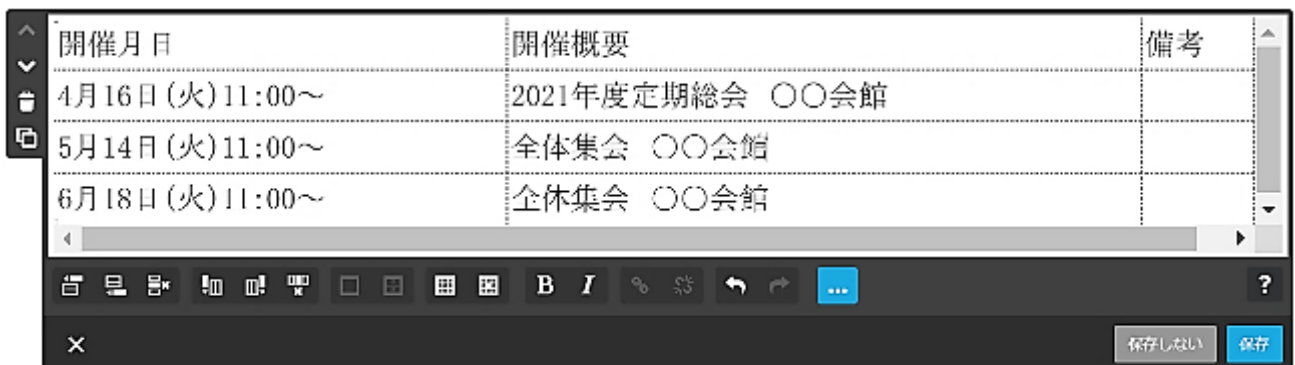 開催月日 開催概要 備考
4月16日(火)11:00~ 2021年度定期総会 〇〇会館
5月14日(火)11:00~ 全体集会 〇〇会館
6月18日(火)11:00~ 全体集会 〇〇会館
B I ... ?
保存しない 保存